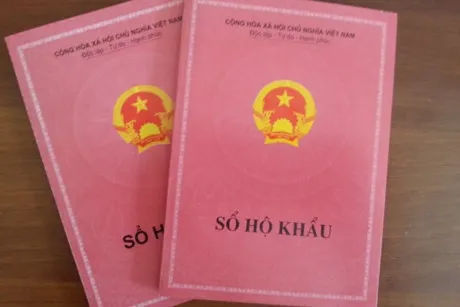 CỘNG HÒA XÃ HỘI CHỦ NGHĨA VIỆT NAM
Độc lập - Tự do - Hạnh phúc
SỔ HỘ
CỘNG HÒA XÃ HỘI CHỦ NGHĨA VIỆT NAM
Độc lập - Tự do - Hạnh phúc
SỔ HỘ KHẨU